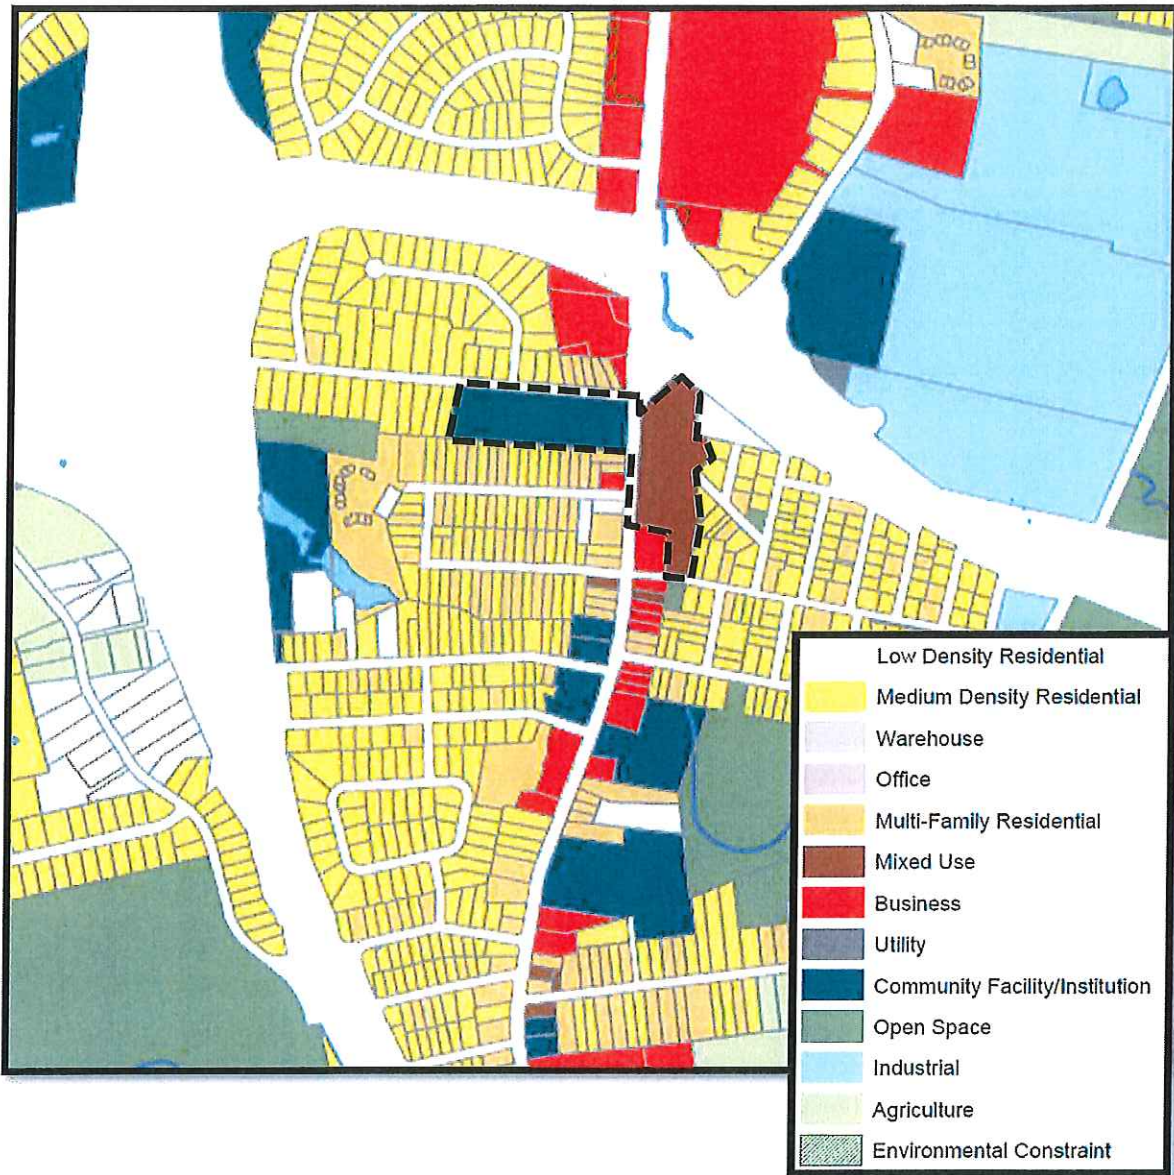 Low Density Residential
Medium Density Residential
Warehouse
Office
Multi-Family Residential
Mixed Use
Business
Utility
Community Facility/Institution
Open Space
Industrial
Agriculture
Environmental Constraint